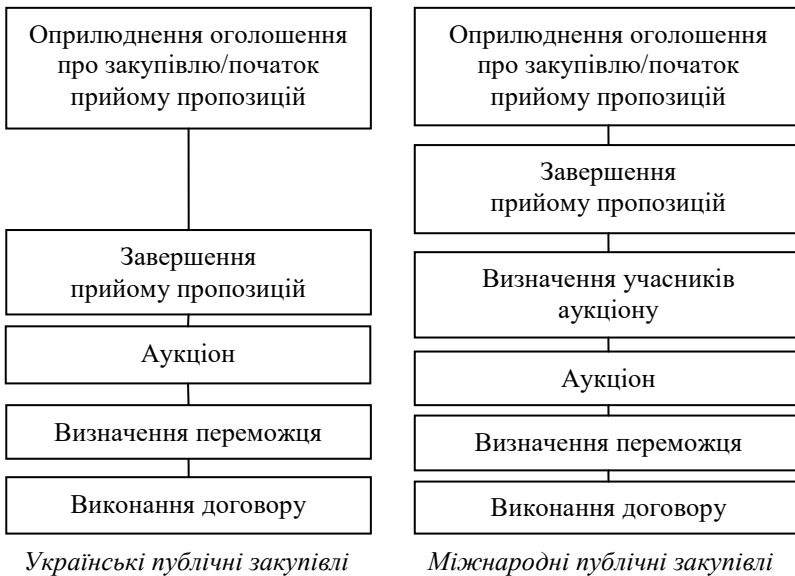 Оприлюднення оголошення
про закупівлю/початок
прийому пропозицій
Завершення
прийому пропозицій
Аукціон
Визначення переможця
Виконання договору
Українські публічні закупівлі
Оприлюднення оголошення
про закупівлю/початок
прийому пропозицій
Завершення
прийому пропозицій
Визначення учасників
аукціону
Аукціон
Визначення переможця
Виконання договору
Міжнародні публічні закупівлі